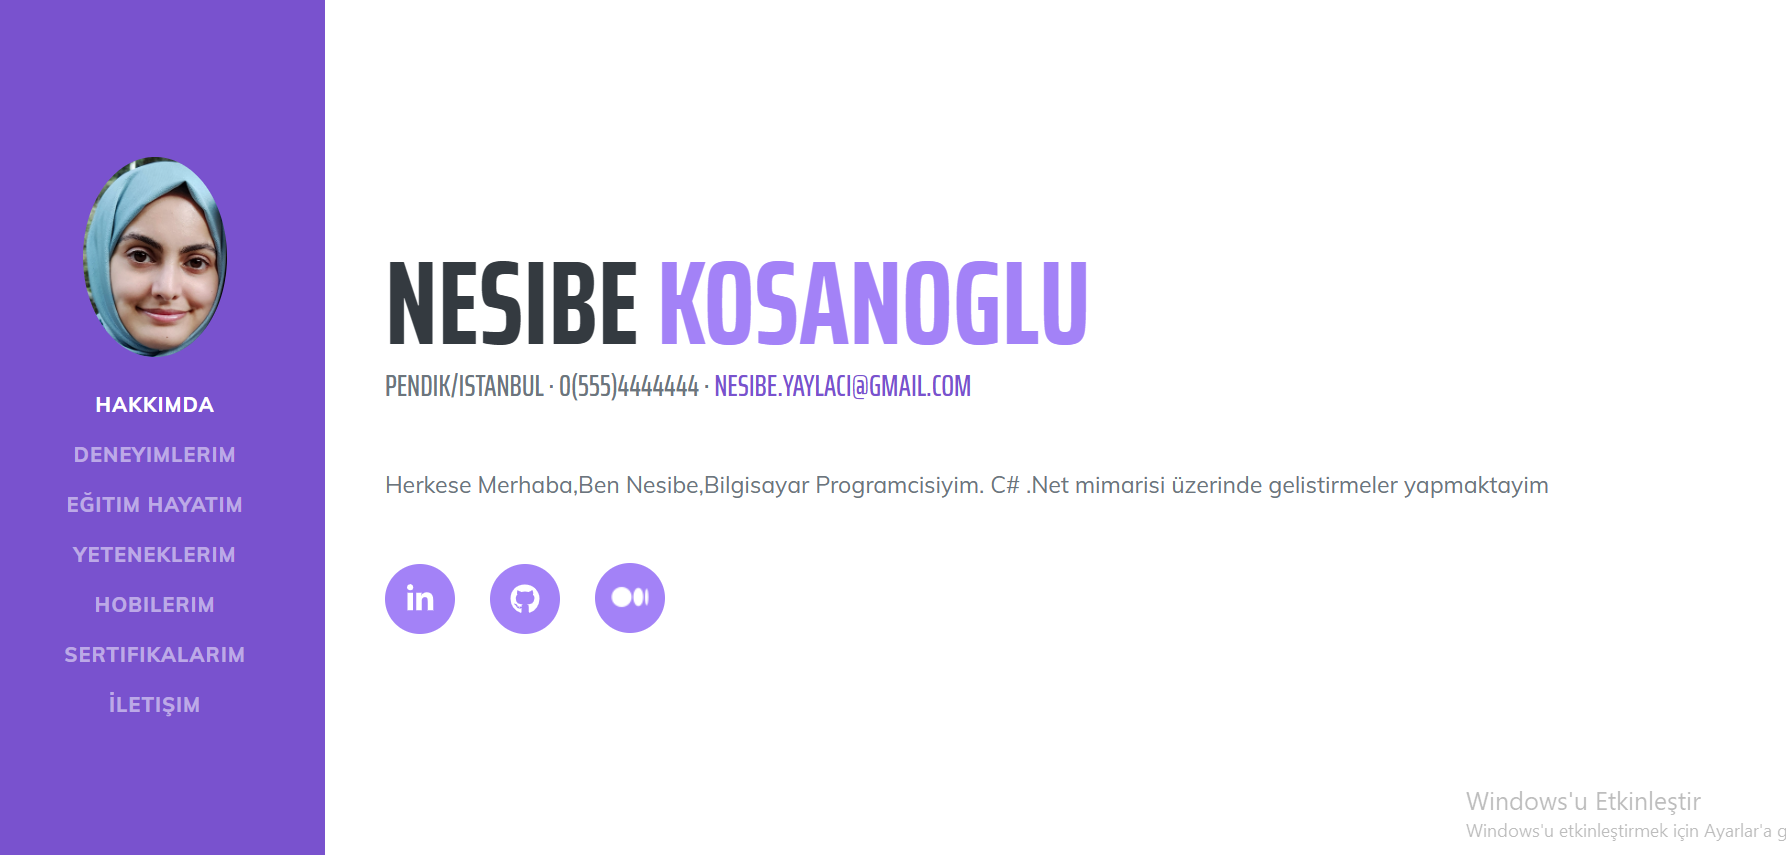 HAKKIMDA
DENEYIMLERIM
EĞITIM HAYATIM
YETENEKLERIM
HOBILERIM
SERTIFIKALARIM
İLETIŞIM
NESIBE KOSANOGLU
PENDIK/ISTANBUL · 0(555)4444444 · NESIBE.YAYLACI@GMAIL.COM
Herkese Merhaba,Ben Nesibe,Bilgisayar Programcisiyim. C# .Net mimarisi üzerinde gelistirmeler yapmaktayim
in
Windows'u Etkinleştir
Windows'u etkinleştirmek için Ayarlar'a g